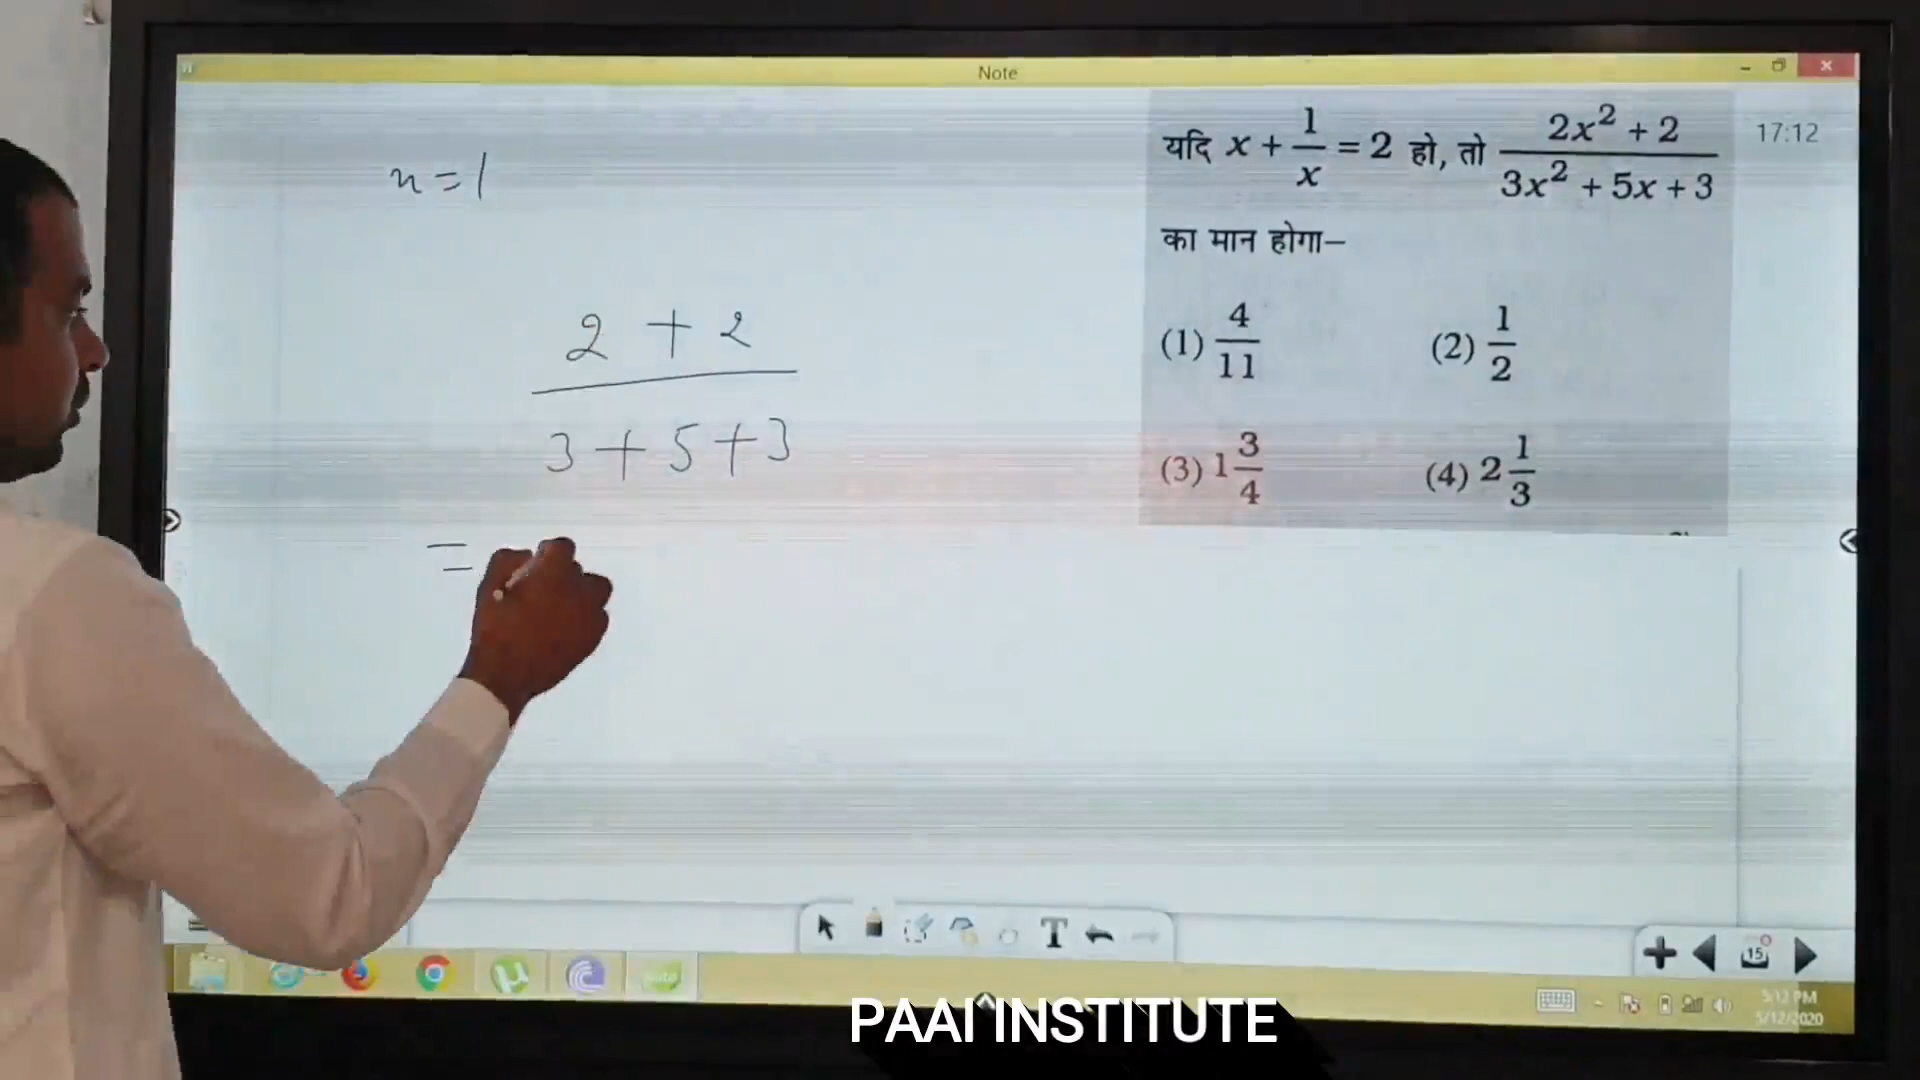 Note
यदि x + 1/x = 2 हो, तो (2x² + 2)/(3x² + 5x + 3)
17:12
का मान होगा–
(1) 4/11
(2) 1/2
(3) 1 3/4
(4) 2 1/3
x = 1
2 + 2
3 + 5 + 3
=
T
15
5:12 PM
5/12/2020
PAAI INSTITUTE